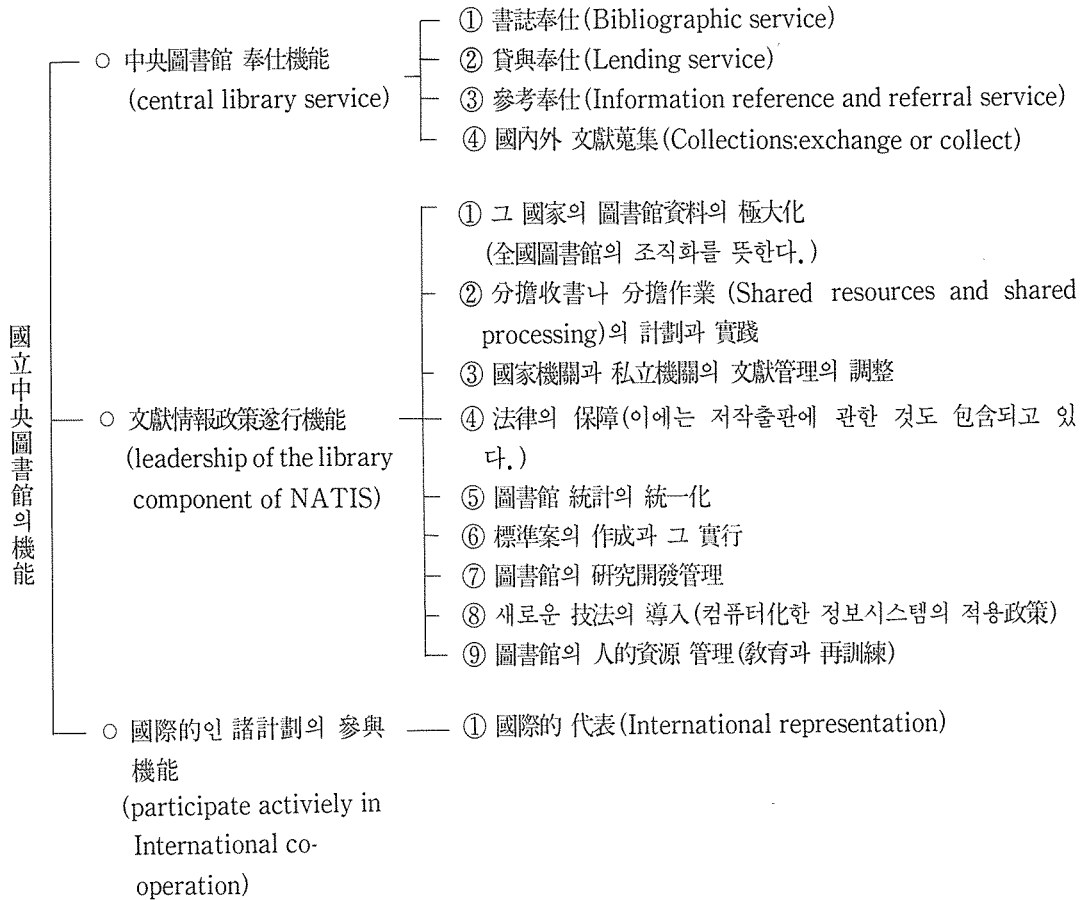 國立中央圖書館의 機能
○ 中央圖書館 奉仕機能
(central library service)
① 書誌奉仕(Bibliographic service)
② 貸與奉仕(Lending service)
③ 參考奉仕(Information reference and referral service)
④ 國內外 文獻蒐集(Collections:exchange or collect)
○ 文獻情報政策遂行機能
(leadership of the library
component of NATIS)
① 그 國家의 圖書館資料의 極大化
(全國圖書館의 조직화를 뜻한다.)
② 分擔收書나 分擔作業 (Shared resources and shared
processing)의 計劃과 實踐
③ 國家機關과 私立機關의 文獻管理의 調整
④ 法律의 保障(이에는 저작出版에 관한 것도 包含되고 있
다.)
⑤ 圖書館 統計의 統一化
⑥ 標準案의 作成과 그 實行
⑦ 圖書館의 硏究開發管理
⑧ 새로운 技法의 導入(컴퓨터化한 정보시스템의 적용政策)
⑨ 圖書館의 人的資源 管理(敎育과 再訓練)
○ 國際的인 諸計劃의 參與
機能
(participate activiely in
International co-
operation)
① 國際的 代表(International representation)